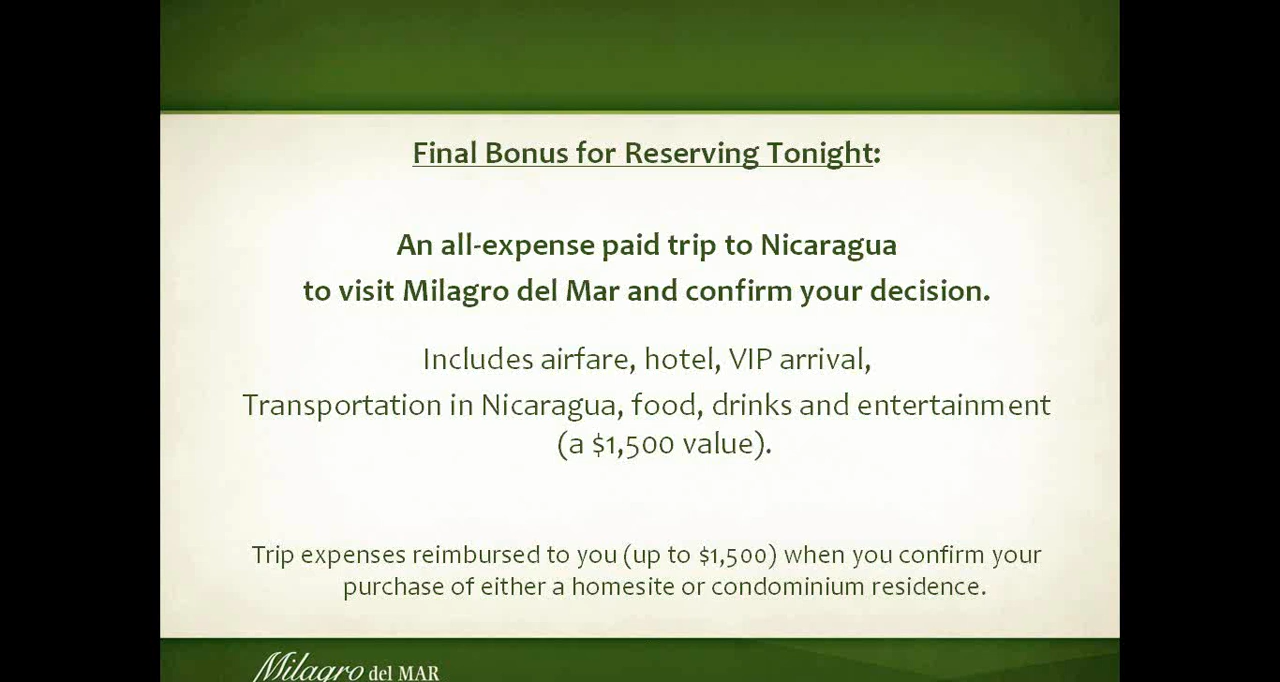 Final Bonus for Reserving Tonight:
An all-expense paid trip to Nicaragua
to visit Milagro del Mar and confirm your decision.
Includes airfare, hotel, VIP arrival,
Transportation in Nicaragua, food, drinks and entertainment
(a $1,500 value).
Trip expenses reimbursed to you (up to $1,500) when you confirm your
purchase of either a homesite or condominium residence.
Milagro del MAR